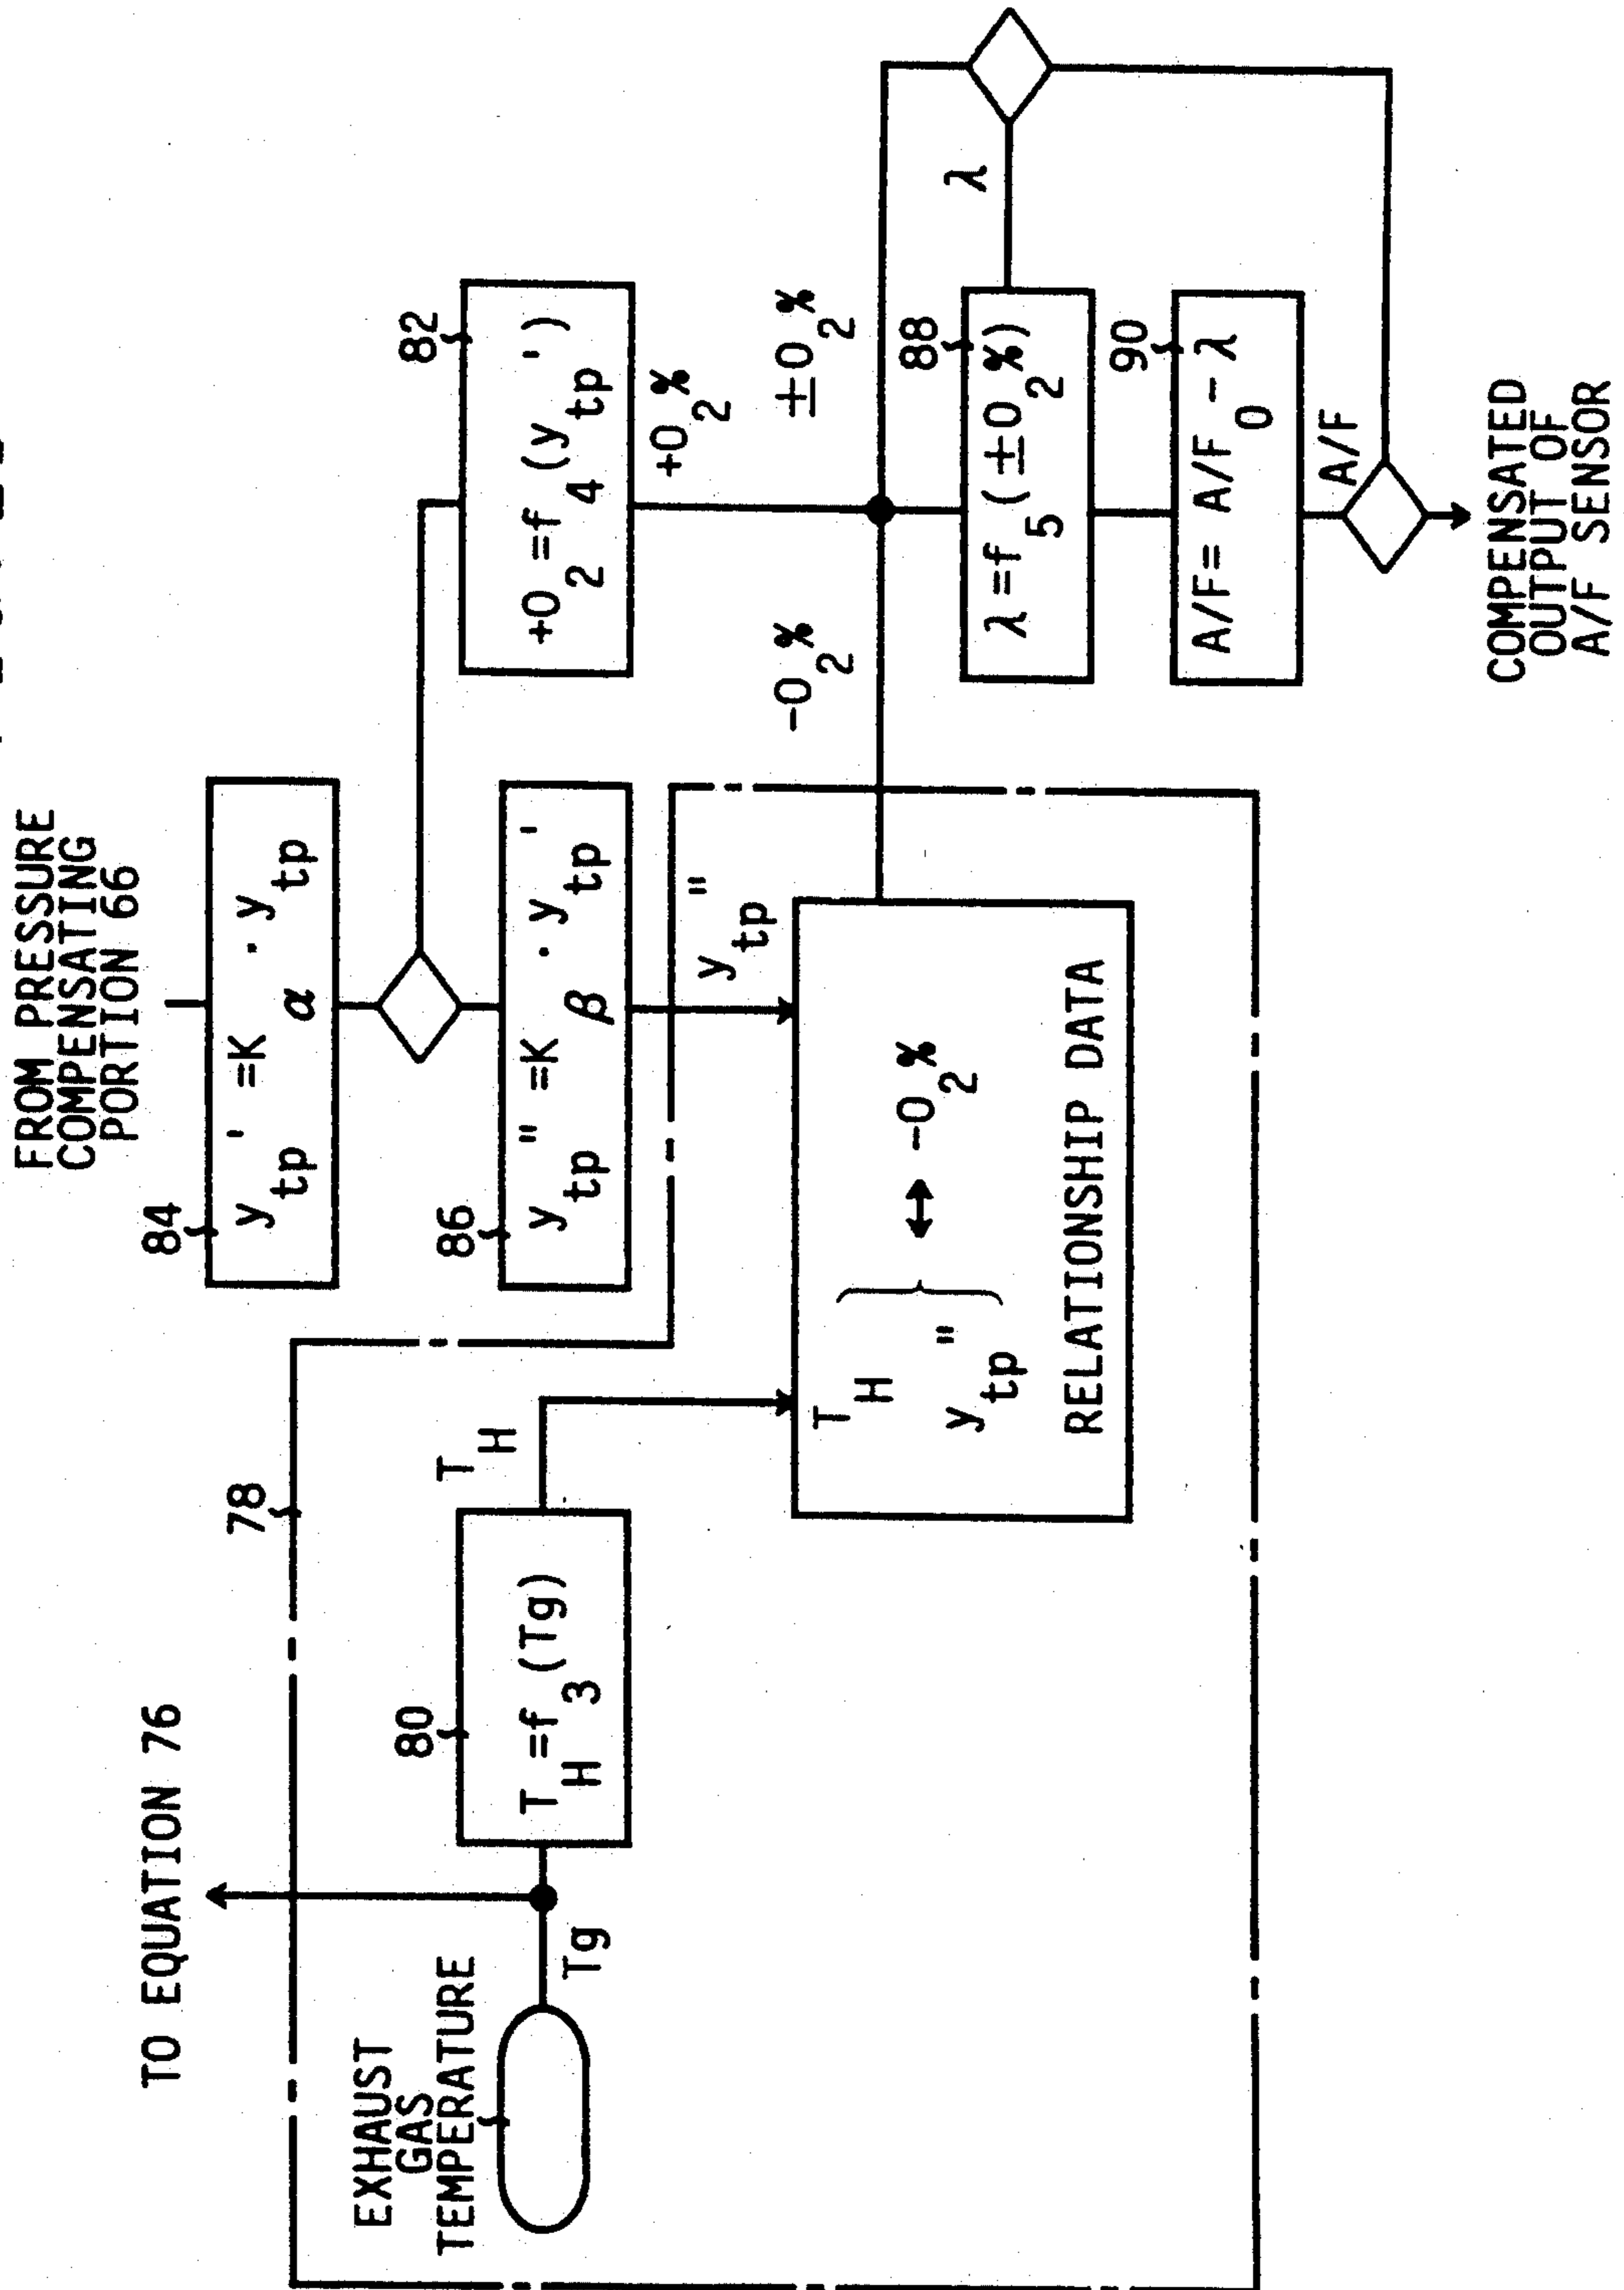 FROM PRESSURE
COMPENSATING
PORTION 66
TO EQUATION 76
84
y_tp' =K_α · y_tp
78
86
y_tp" =K_β · y_tp'
82
+O_2 =f_4 (y_tp')
+O_2 %
EXHAUST
GAS
TEMPERATURE
Tg
80
T_H =f_3 (Tg)
T_H
y_tp"
T_H
y_tp"
↔ -O_2 %
RELATIONSHIP DATA
-O_2 %
±O_2 %
88
λ =f_5 (±O_2 %)
λ
90
A/F= A/F_0 - λ
A/F
COMPENSATED
OUTPUT OF
A/F SENSOR